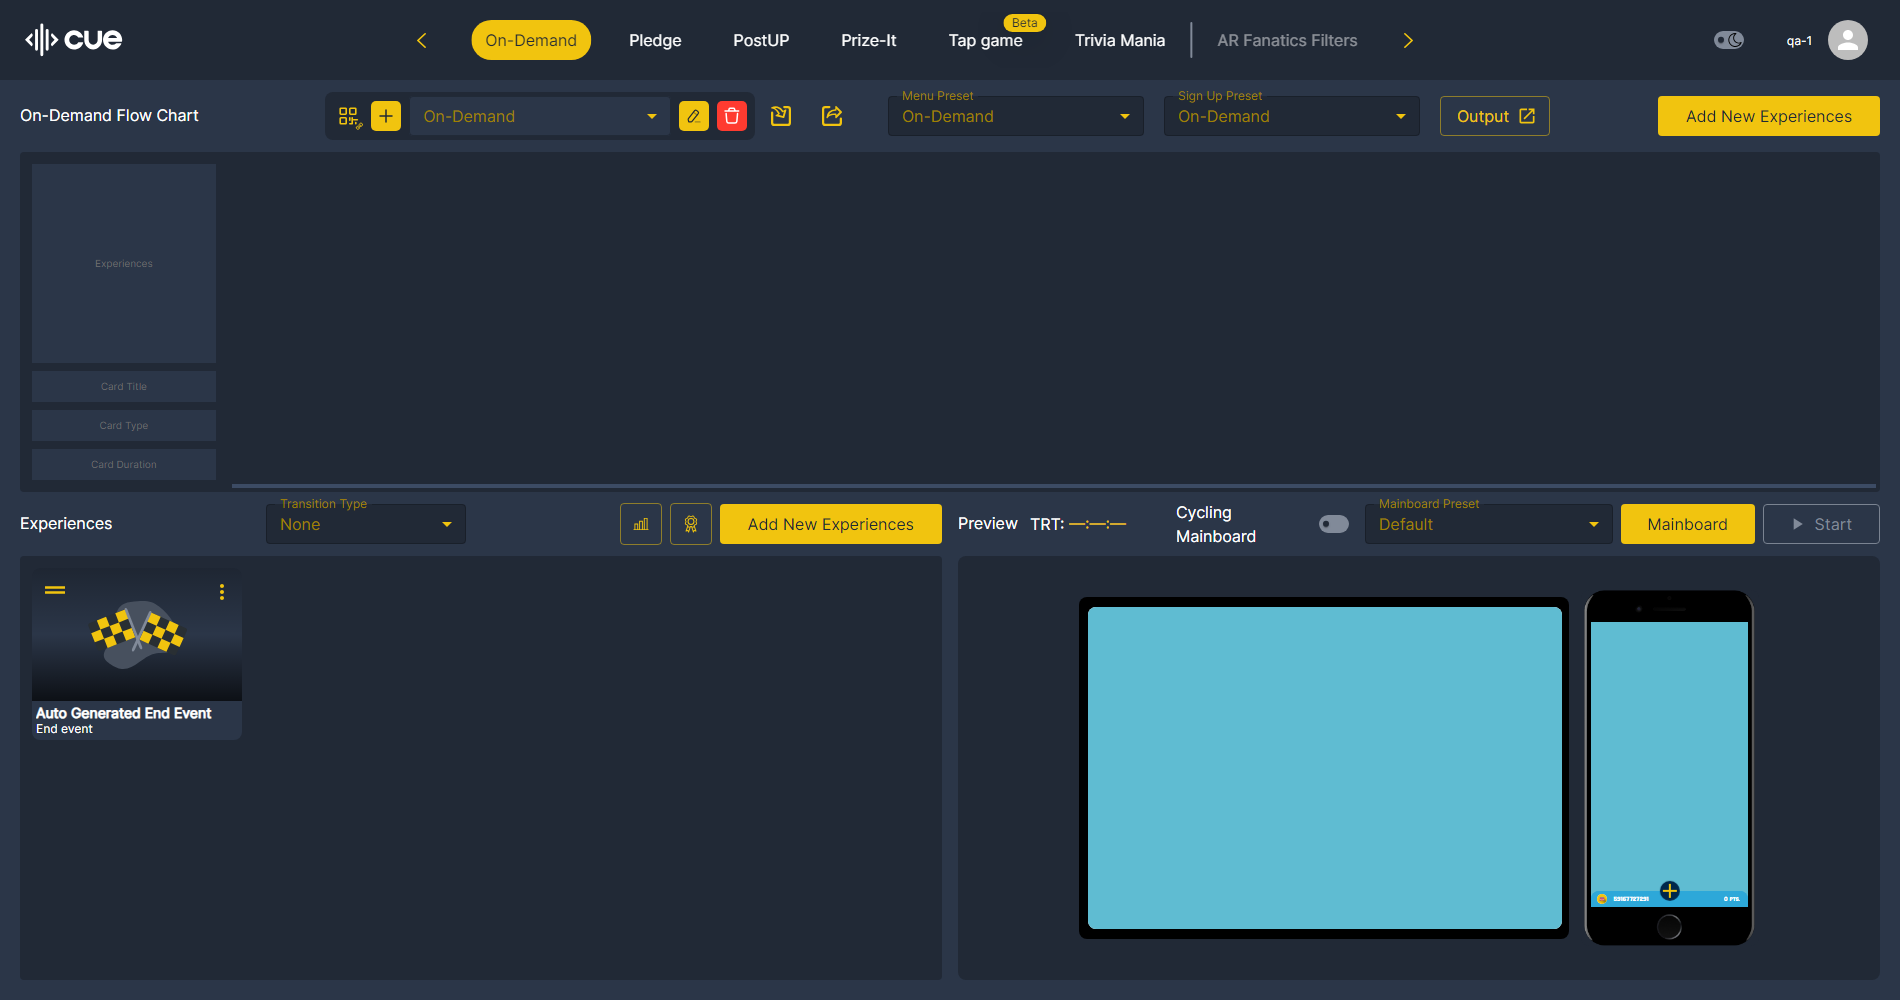 cue
On-Demand
Pledge
PostUP
Prize-It
Tap game
Beta
Trivia Mania
AR Fanatics Filters
qa-1
On-Demand Flow Chart
On-Demand
Menu Preset
On-Demand
Sign Up Preset
On-Demand
Output
Add New Experiences
Experiences
Card Title
Card Type
Card Duration
Experiences
Transition Type
None
Add New Experiences
Preview
TRT: —:—:—
Cycling
Mainboard
Mainboard Preset
Default
Mainboard
Start
Auto Generated End Event
End event
0 PTS.